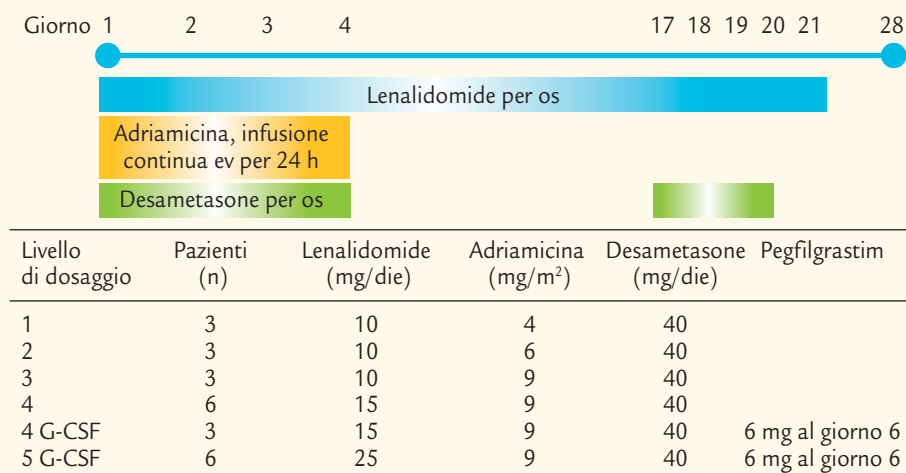 Giorno 1 2 3 4 17 18 19 20 21 28
Lenalidomide per os
Adriamicina, infusione
continua ev per 24 h
Desametasone per os
Livello Pazienti Lenalidomide Adriamicina Desametasone Pegfilgrastim
di dosaggio (n) (mg/die) (mg/m²) (mg/die)
1 3 10 4 40
2 3 10 6 40
3 3 10 9 40
4 6 15 9 40
4 G-CSF 3 15 9 40 6 mg al giorno 6
5 G-CSF 6 25 9 40 6 mg al giorno 6